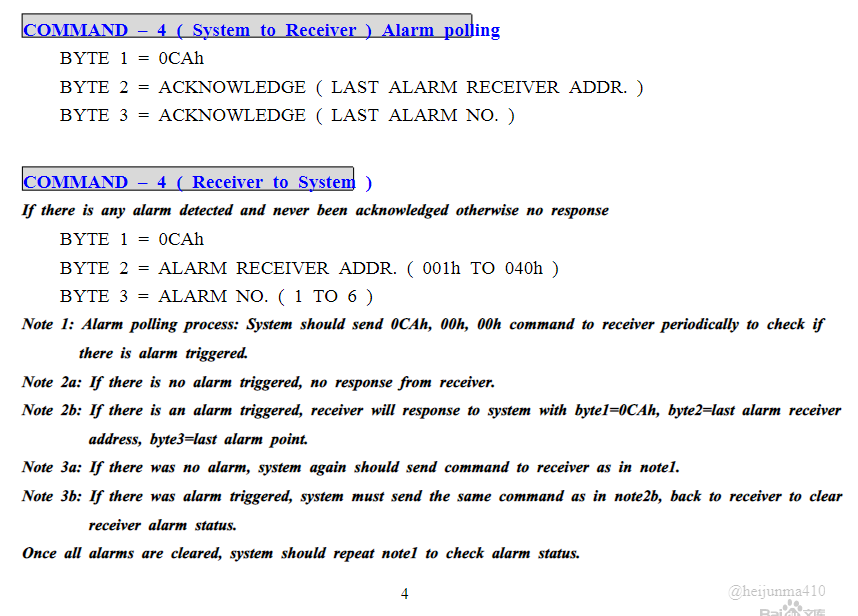 COMMAND – 4 ( System to Receiver ) Alarm polling
BYTE 1 = 0CAh
BYTE 2 = ACKNOWLEDGE ( LAST ALARM RECEIVER ADDR. )
BYTE 3 = ACKNOWLEDGE ( LAST ALARM NO. )
COMMAND – 4 ( Receiver to System )
If there is any alarm detected and never been acknowledged otherwise no response
BYTE 1 = 0CAh
BYTE 2 = ALARM RECEIVER ADDR. ( 001h TO 040h )
BYTE 3 = ALARM NO. ( 1 TO 6 )
Note 1: Alarm polling process: System should send 0CAh, 00h, 00h command to receiver periodically to check if
there is alarm triggered.
Note 2a: If there is no alarm triggered, no response from receiver.
Note 2b: If there is an alarm triggered, receiver will response to system with byte1=0CAh, byte2=last alarm receiver
address, byte3=last alarm point.
Note 3a: If there was no alarm, system again should send command to receiver as in note1.
Note 3b: If there was alarm triggered, system must send the same command as in note2b, back to receiver to clear
receiver alarm status.
Once all alarms are cleared, system should repeat note1 to check alarm status.
4
@heijunma410